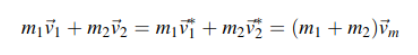 m₁v⃗₁ + m₂v⃗₂ = m₁v⃗₁* + m₂v⃗₂* = (m₁ + m₂)v⃗ₘ